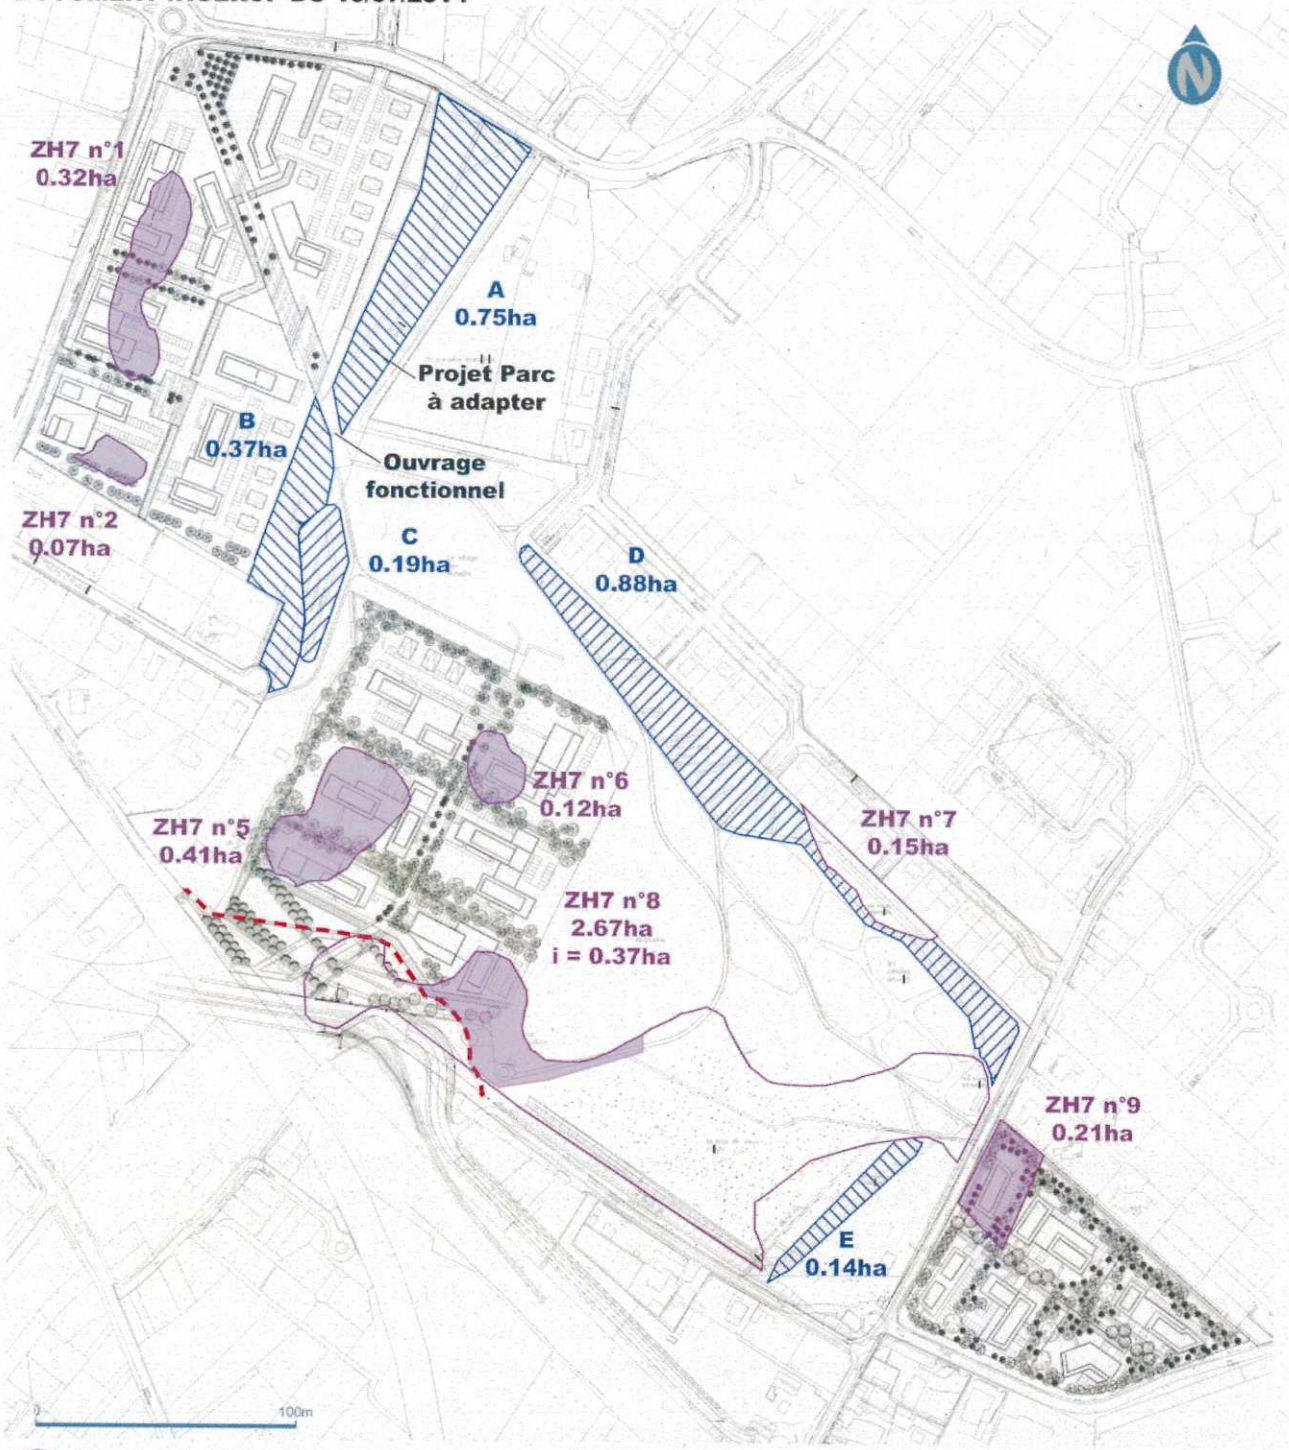 N
ZH7 n°1
0.32ha
A
0.75ha
Projet Parc
à adapter
B
0.37ha
Ouvrage
fonctionnel
ZH7 n°2
0.07ha
C
0.19ha
D
0.88ha
ZH7 n°6
0.12ha
ZH7 n°5
0.41ha
ZH7 n°7
0.15ha
ZH7 n°8
2.67ha
i = 0.37ha
ZH7 n°9
0.21ha
E
0.14ha
0 100m